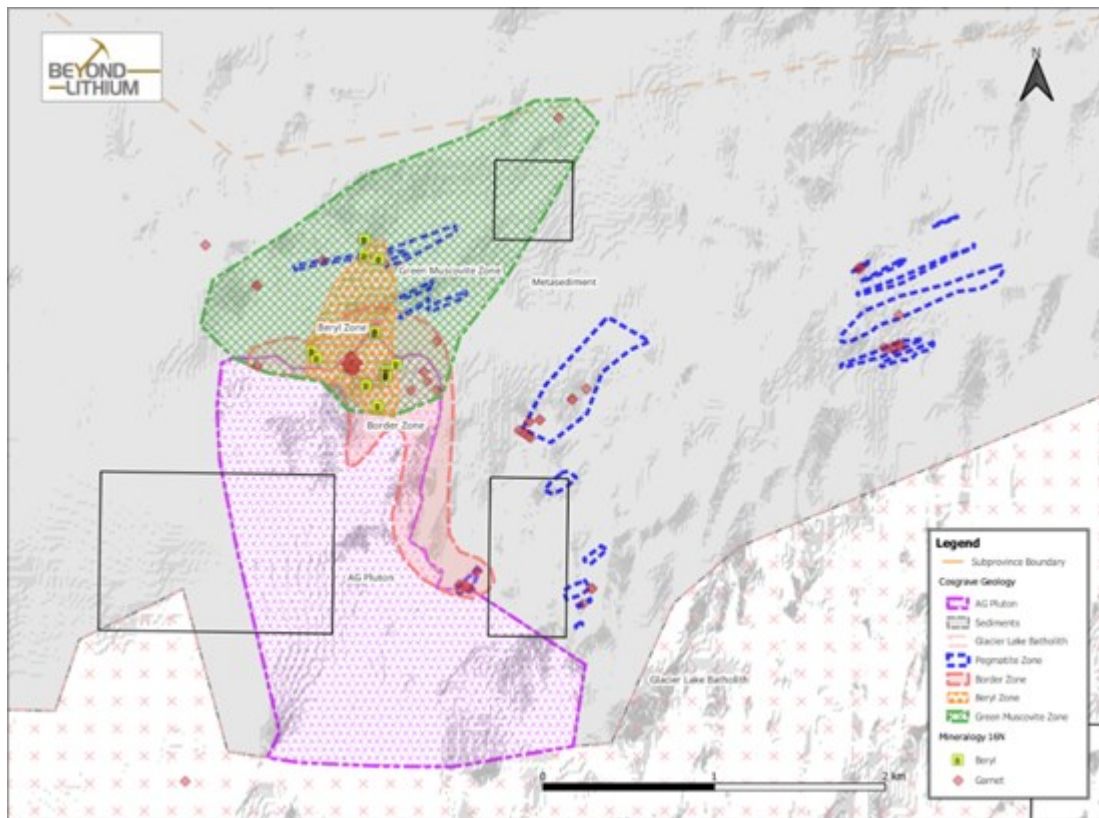 BEYOND
LITHIUM
N
Green Muscovite Zone
Metasediment
Beryl Zone
Border Zone
AG Pluton
Glacier Lake Batholith
0
1
2 km
Legend
Subprovince Boundary
Cosgrave Geology
AG Pluton
Sediments
Glacier Lake Batholith
Pegmatite Zone
Border Zone
Beryl Zone
Green Muscovite Zone
Mineralogy 16N
B Beryl
Garnet